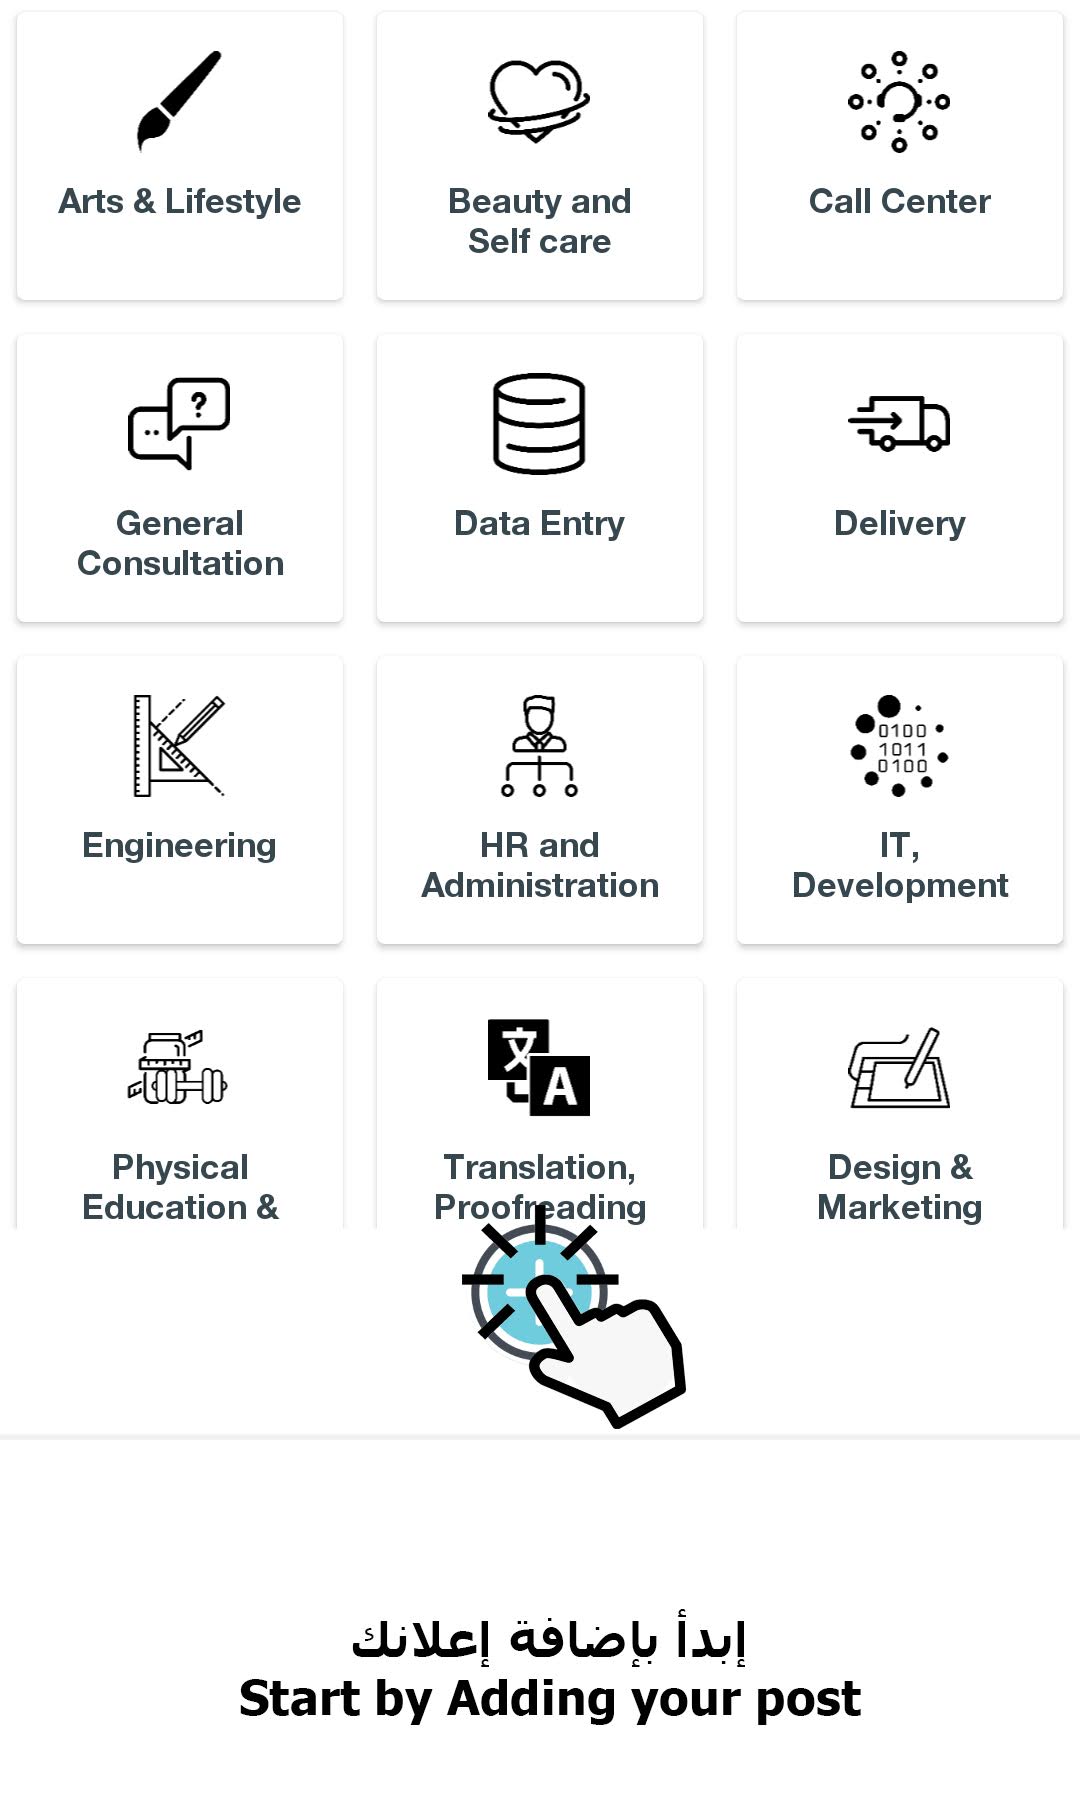 Arts & Lifestyle
Beauty and
Self care
Call Center
?
General
Consultation
Data Entry
Delivery
Engineering
HR and
Administration
0100
1011
0100
IT,
Development
Physical
Education &
文
A
Translation,
Proofreading
Design &
Marketing
إبدأ بإضافة إعلانك
Start by Adding your post